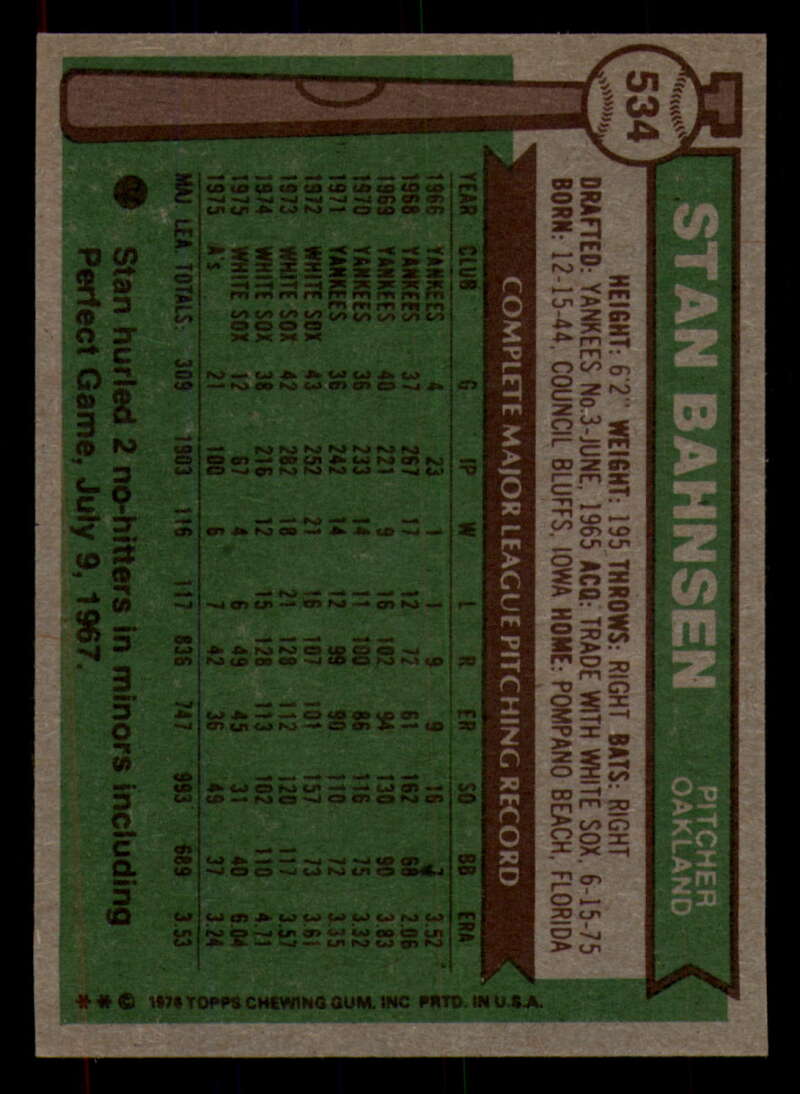 534
STAN BAHNSEN
PITCHER
OAKLAND
HEIGHT: 6'2" WEIGHT: 195 THROWS: RIGHT BATS: RIGHT
DRAFTED: YANKEES No.3-JUNE, 1965 ACQ: TRADE WITH WHITE SOX, 6-15-75
BORN: 12-15-44, COUNCIL BLUFFS, IOWA HOME: POMPANO BEACH, FLORIDA
COMPLETE MAJOR LEAGUE PITCHING RECORD
YEAR CLUB G IP W L R ER SO BB ERA
1966 YANKEES 4 23 1 1 9 9 16 7 3.52
1968 YANKEES 37 267 17 12 72 61 162 68 2.06
1969 YANKEES 40 221 9 16 102 94 130 90 3.83
1970 YANKEES 36 233 14 11 100 86 116 75 3.32
1971 YANKEES 36 242 14 12 99 90 110 72 3.35
1972 WHITE SOX 43 252 21 16 107 101 157 73 3.61
1973 WHITE SOX 42 282 18 21 128 112 120 117 3.57
1974 WHITE SOX 38 216 12 15 128 113 102 110 4.71
1975 WHITE SOX 12 67 4 6 49 45 31 40 6.04
1975 A's 21 100 6 7 42 36 49 37 3.24
MAJ. LEA. TOTALS: 309 1903 116 117 836 747 993 689 3.53
Stan hurled 2 no-hitters in minors including
Perfect Game, July 9, 1967.
* * © 1976 TOPPS CHEWING GUM, INC PRTD. IN U.S.A.